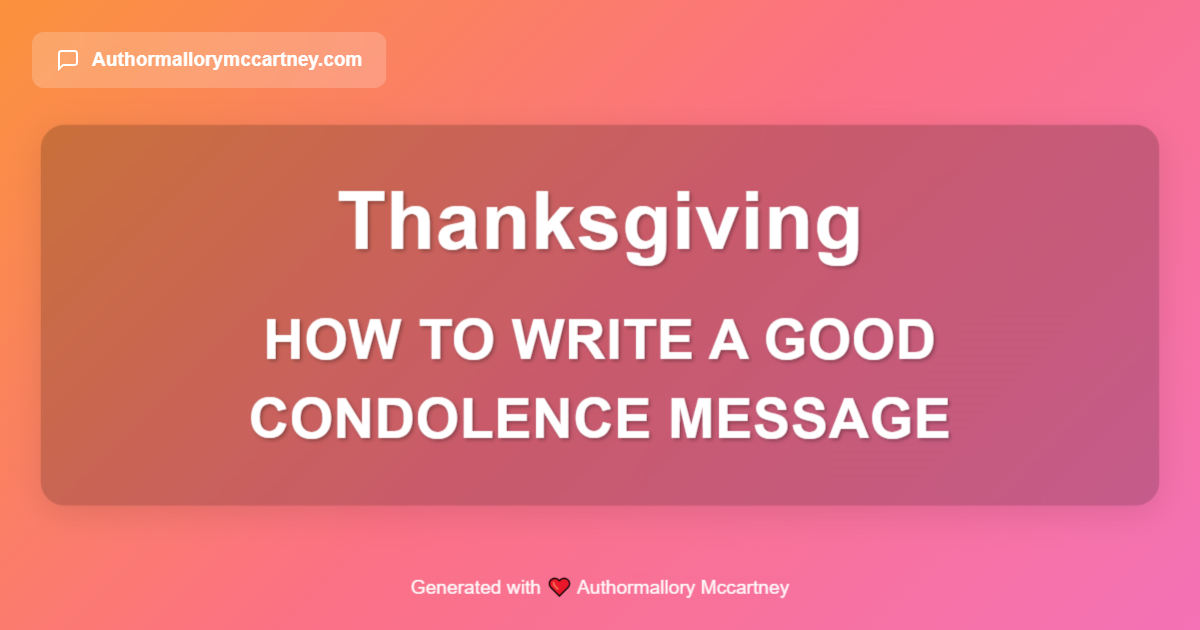 Authormallorymccartney.com
Thanksgiving
HOW TO WRITE A GOOD
CONDOLENCE MESSAGE
Generated with ❤️ Authormallory Mccartney